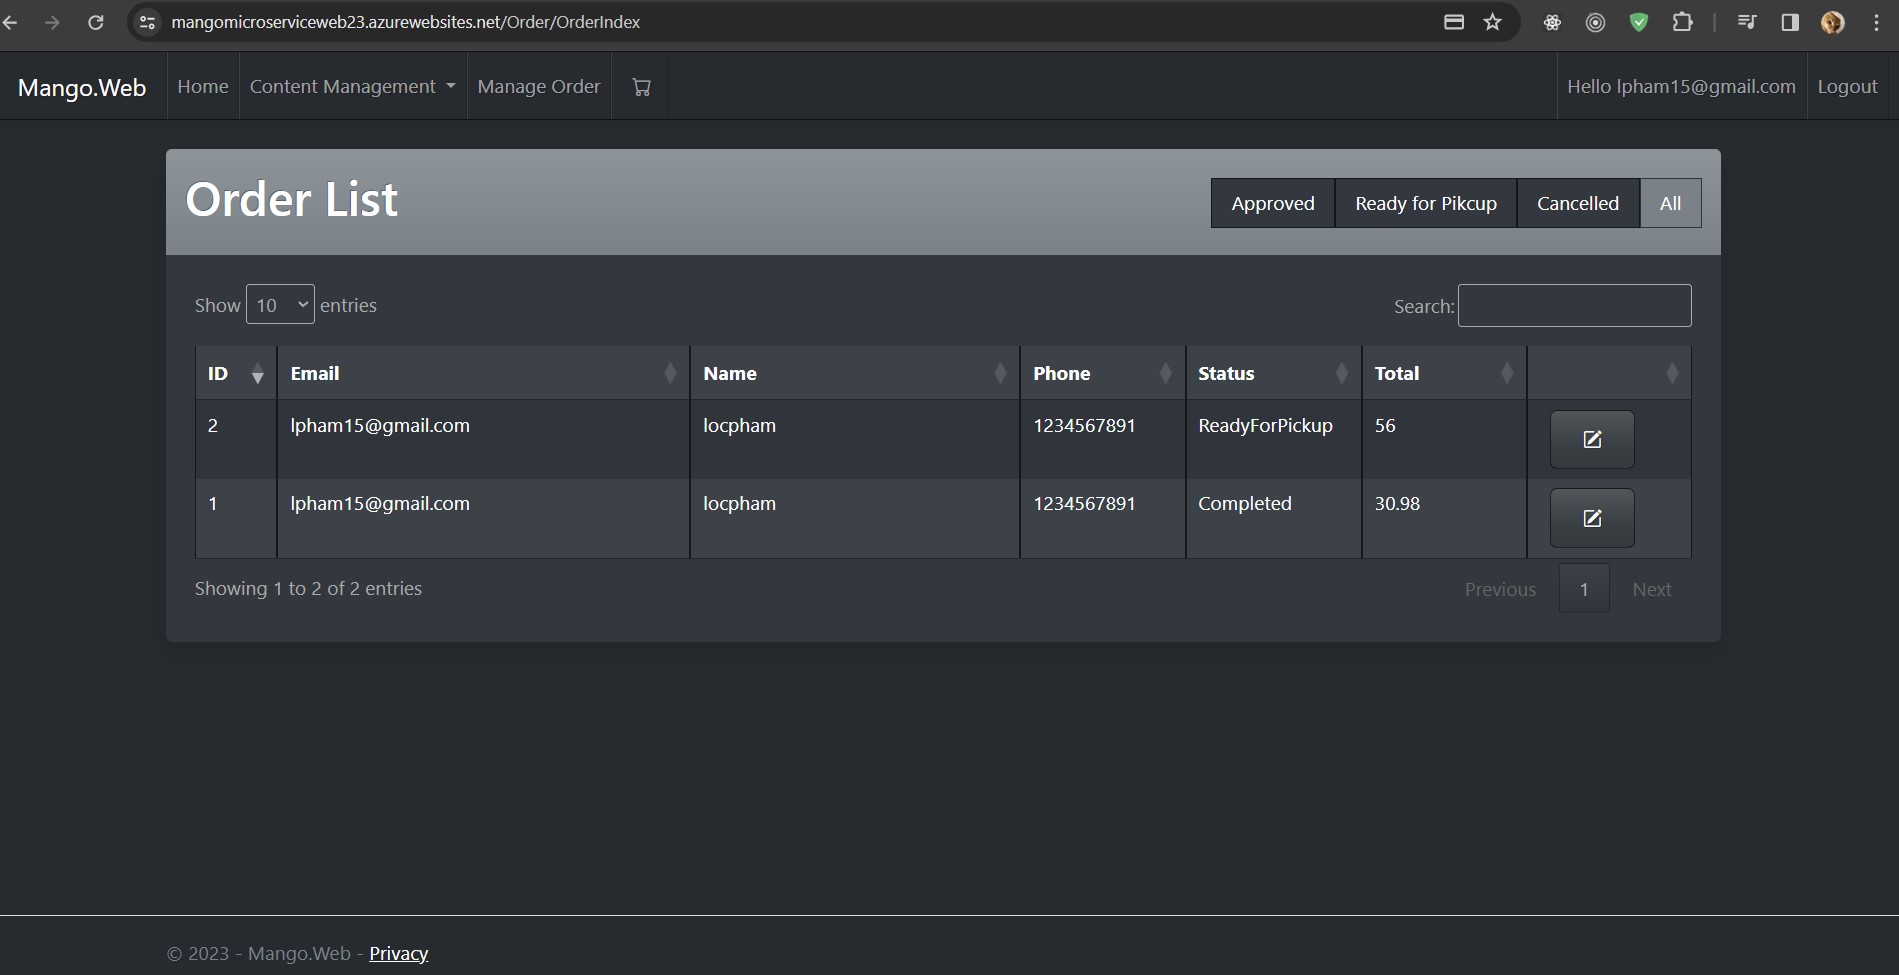 mangomicroserviceweb23.azurewebsites.net/Order/OrderIndex
Mango.Web Home Content Management Manage Order Hello lpham15@gmail.com Logout
Order List Approved Ready for Pikcup Cancelled All
Show 10 entries Search:
ID Email Name Phone Status Total
2 lpham15@gmail.com locpham 1234567891 ReadyForPickup 56
1 lpham15@gmail.com locpham 1234567891 Completed 30.98
Showing 1 to 2 of 2 entries Previous 1 Next
© 2023 - Mango.Web - Privacy